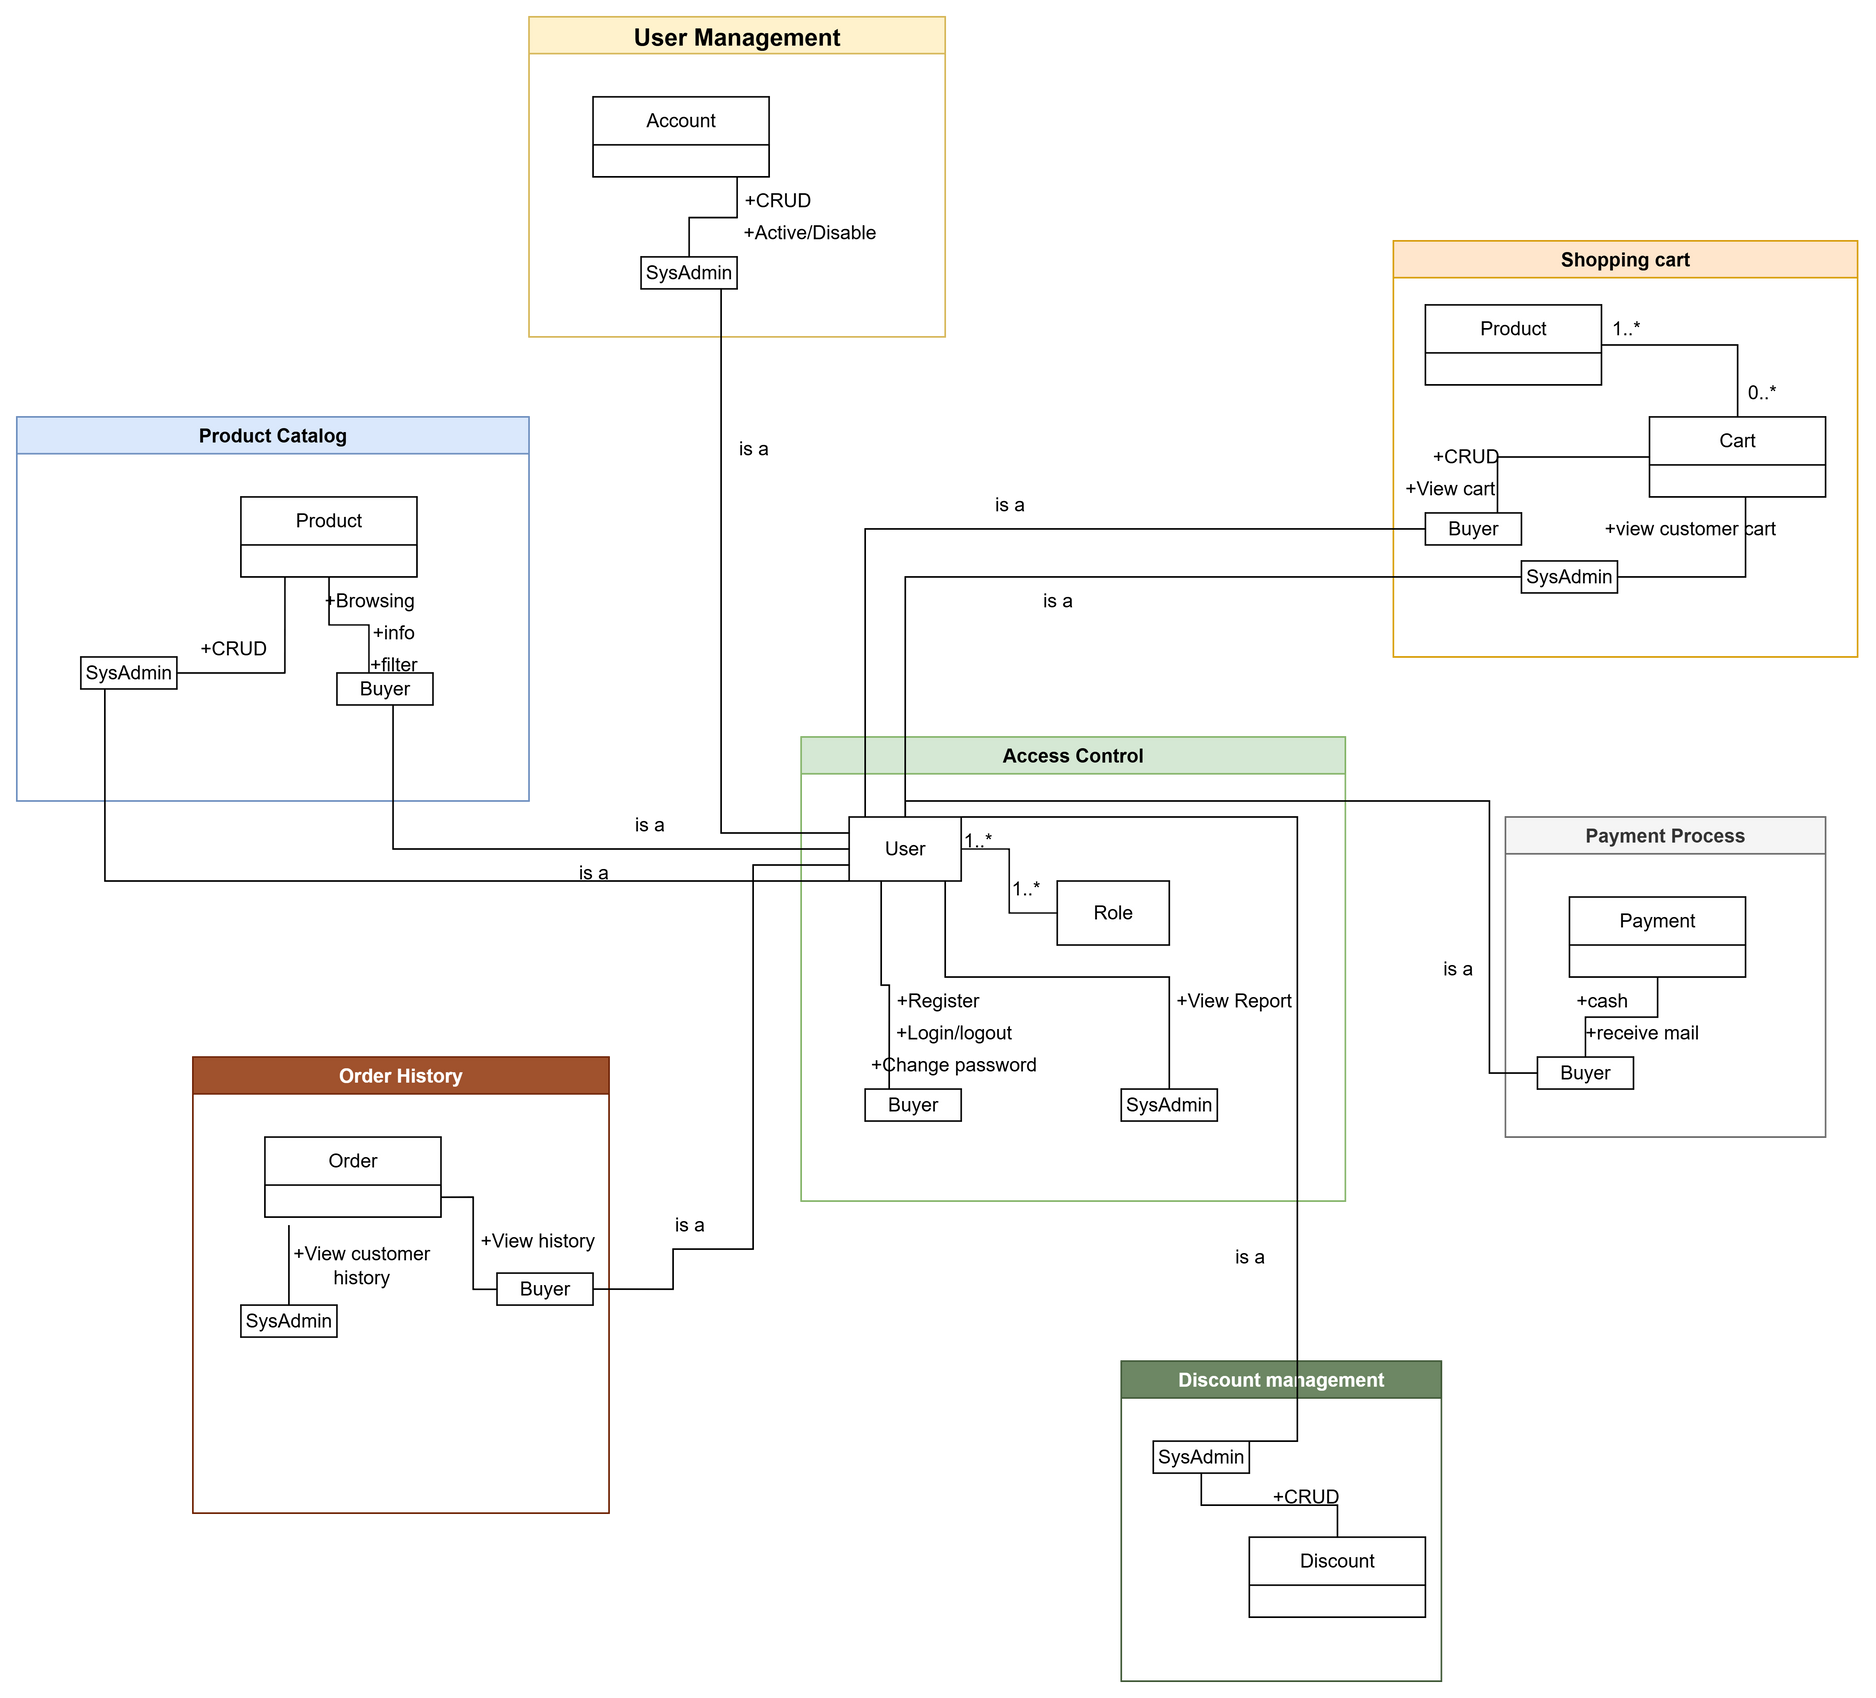 User Management
Account
+CRUD
+Active/Disable
SysAdmin
is a
Shopping cart
Product
1..*
0..*
Cart
+CRUD
+View cart
Buyer
+view customer cart
SysAdmin
is a
is a
Product Catalog
Product
+Browsing
+info
+filter
+CRUD
SysAdmin
Buyer
is a
is a
Access Control
User
1..*
1..*
Role
+Register
+Login/logout
+Change password
Buyer
+View Report
SysAdmin
Payment Process
Payment
+cash
+receive mail
Buyer
is a
Order History
Order
+View customer
history
+View history
Buyer
SysAdmin
is a
is a
Discount management
SysAdmin
+CRUD
Discount